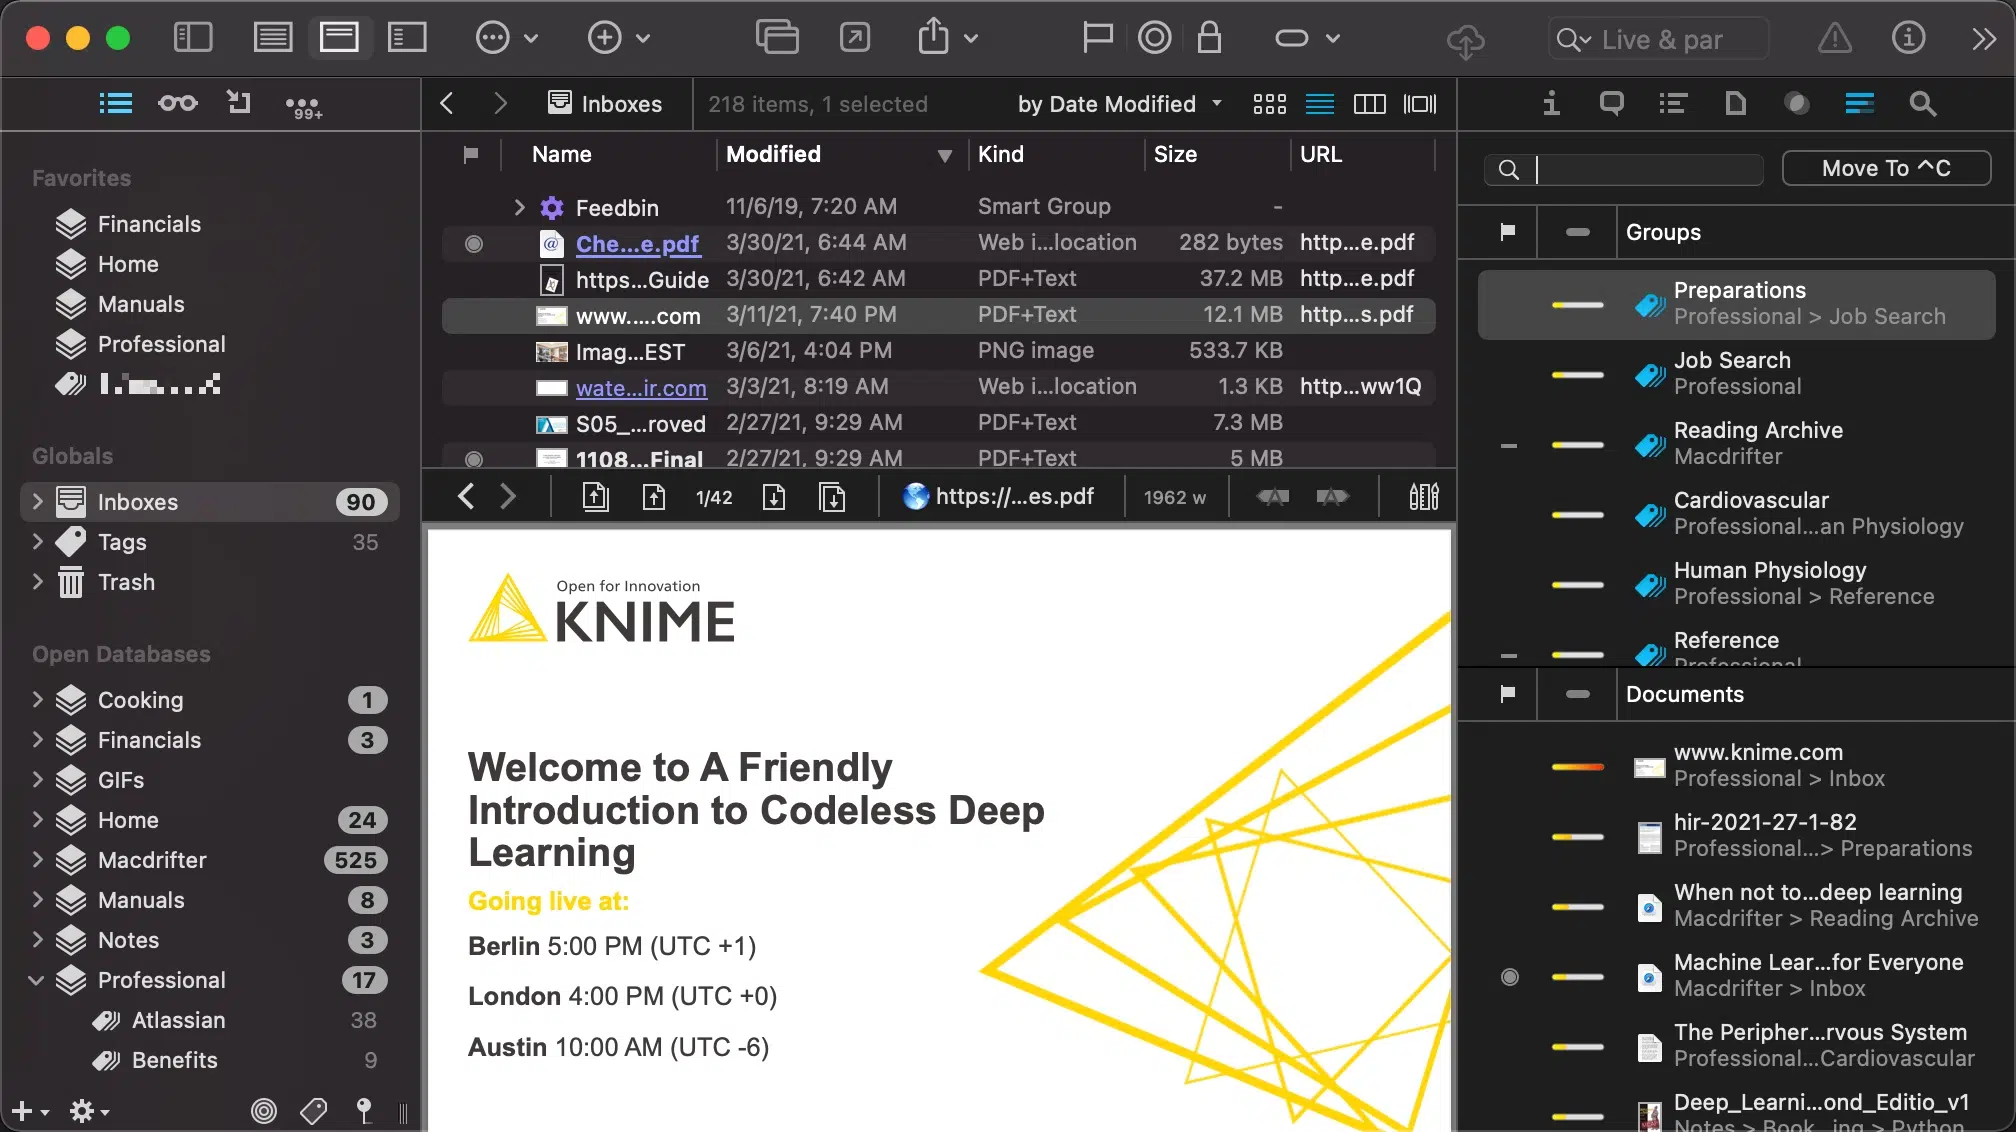 Live & par
99+
Inboxes
218 items, 1 selected
by Date Modified
Move To ^C
Favorites
Financials
Home
Manuals
Professional
Globals
Inboxes 90
Tags 35
Trash
Open Databases
Cooking 1
Financials 3
GIFs
Home 24
Macdrifter 525
Manuals 8
Notes 3
Professional 17
Atlassian 38
Benefits 9
Name Modified Kind Size URL
Feedbin 11/6/19, 7:20 AM Smart Group -
Che...e.pdf 3/30/21, 6:44 AM Web i...location 282 bytes http...e.pdf
https...Guide 3/30/21, 6:42 AM PDF+Text 37.2 MB http...e.pdf
www.....com 3/11/21, 7:40 PM PDF+Text 12.1 MB http...s.pdf
Imag...EST 3/6/21, 4:04 PM PNG image 533.7 KB
wate...ir.com 3/3/21, 8:19 AM Web i...location 1.3 KB http...ww1Q
S05_...roved 2/27/21, 9:29 AM PDF+Text 7.3 MB
1108...Final 2/27/21, 9:29 AM PDF+Text 5 MB
1/42
https://...es.pdf
1962 w
Open for Innovation
KNIME
Welcome to A Friendly
Introduction to Codeless Deep
Learning
Going live at:
Berlin 5:00 PM (UTC +1)
London 4:00 PM (UTC +0)
Austin 10:00 AM (UTC -6)
Groups
Preparations
Professional > Job Search
Job Search
Professional
Reading Archive
Macdrifter
Cardiovascular
Professional...an Physiology
Human Physiology
Professional > Reference
Reference
Professional
Documents
www.knime.com
Professional > Inbox
hir-2021-27-1-82
Professional...> Preparations
When not to...deep learning
Macdrifter > Reading Archive
Machine Lear...for Everyone
Macdrifter > Inbox
The Peripher...rvous System
Professional...Cardiovascular
Deep_Learni...ond_Editio_v1
Notes > Book...ing > Python